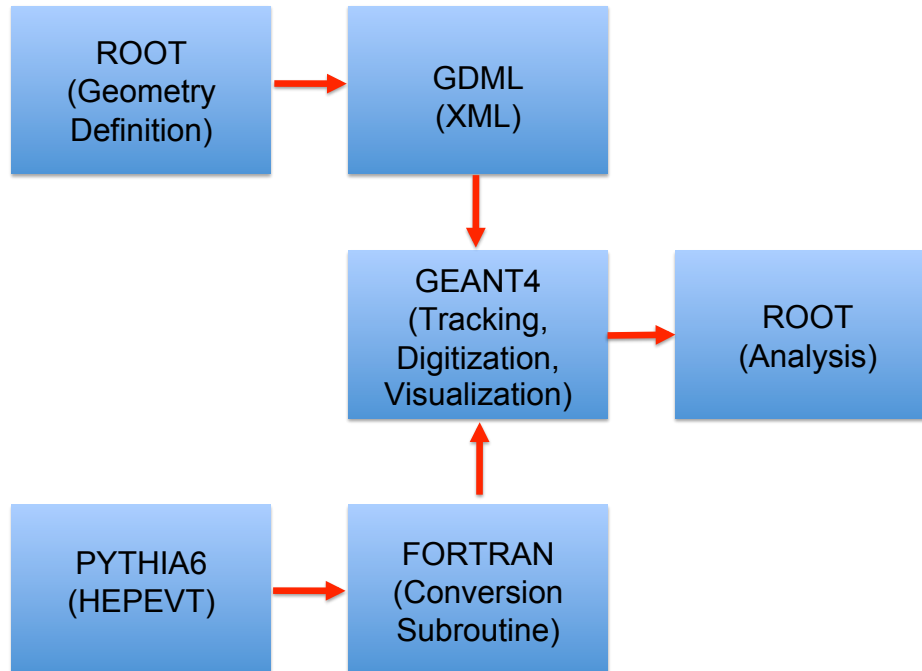 ROOT
(Geometry
Definition)
GDML
(XML)
GEANT4
(Tracking,
Digitization,
Visualization)
ROOT
(Analysis)
PYTHIA6
(HEPEVT)
FORTRAN
(Conversion
Subroutine)